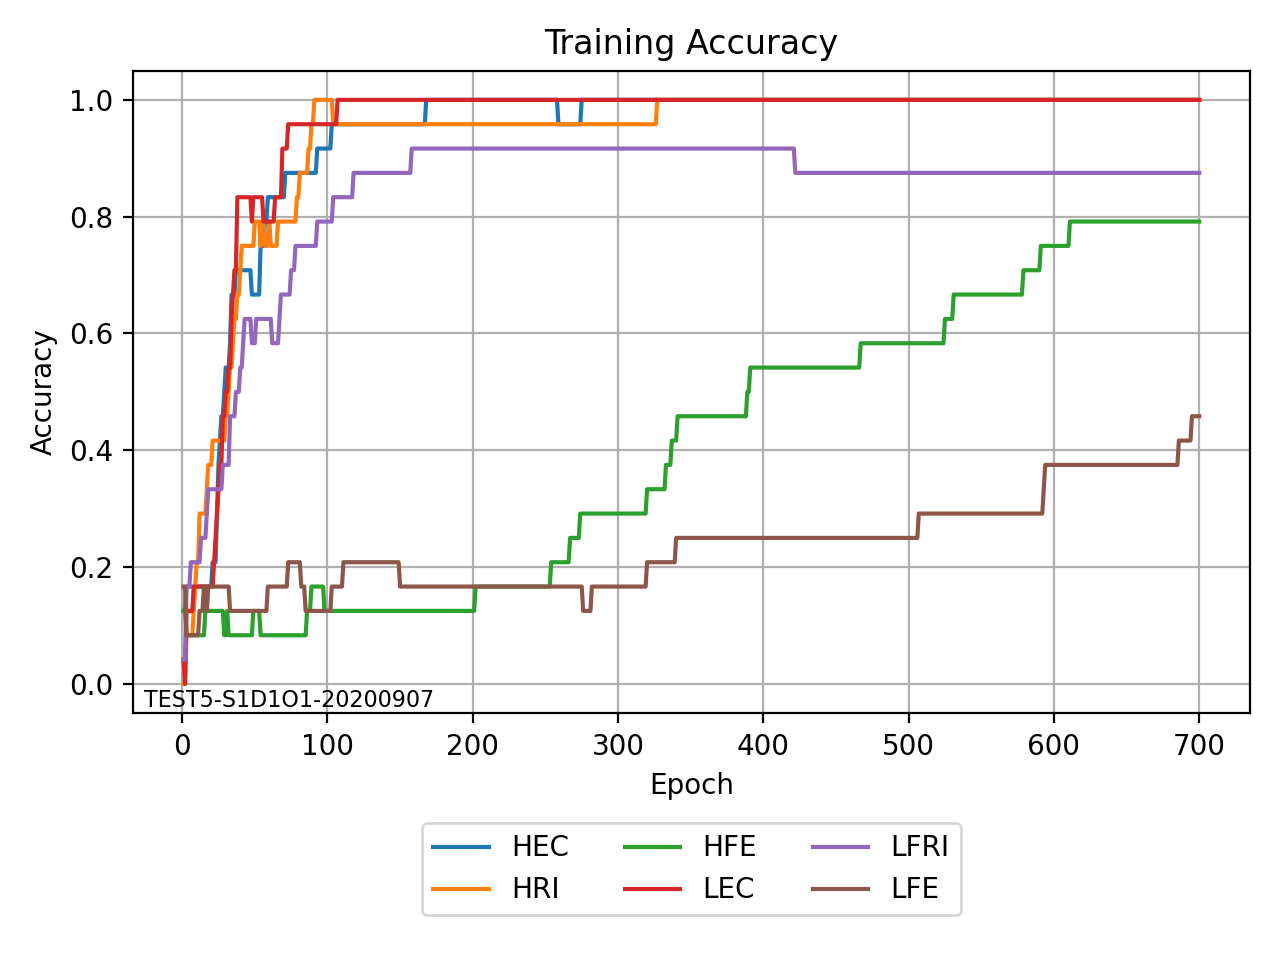 Training Accuracy
Accuracy
1.0
0.8
0.6
0.4
0.2
0.0
TEST5-S1D1O1-20200907
0 100 200 300 400 500 600 700
Epoch
HEC HFE LFRI
HRI LEC LFE